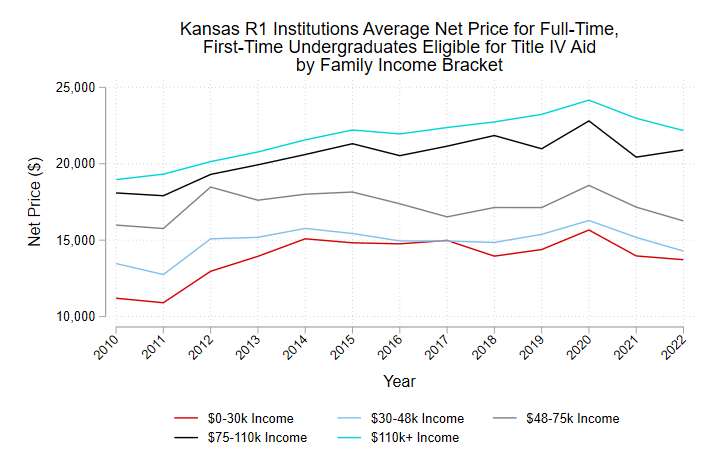 Kansas R1 Institutions Average Net Price for Full-Time,
First-Time Undergraduates Eligible for Title IV Aid
by Family Income Bracket
Net Price ($)
25,000
20,000
15,000
10,000
2010 2011 2012 2013 2014 2015 2016 2017 2018 2019 2020 2021 2022
Year
$0-30k Income $30-48k Income $48-75k Income
$75-110k Income $110k+ Income